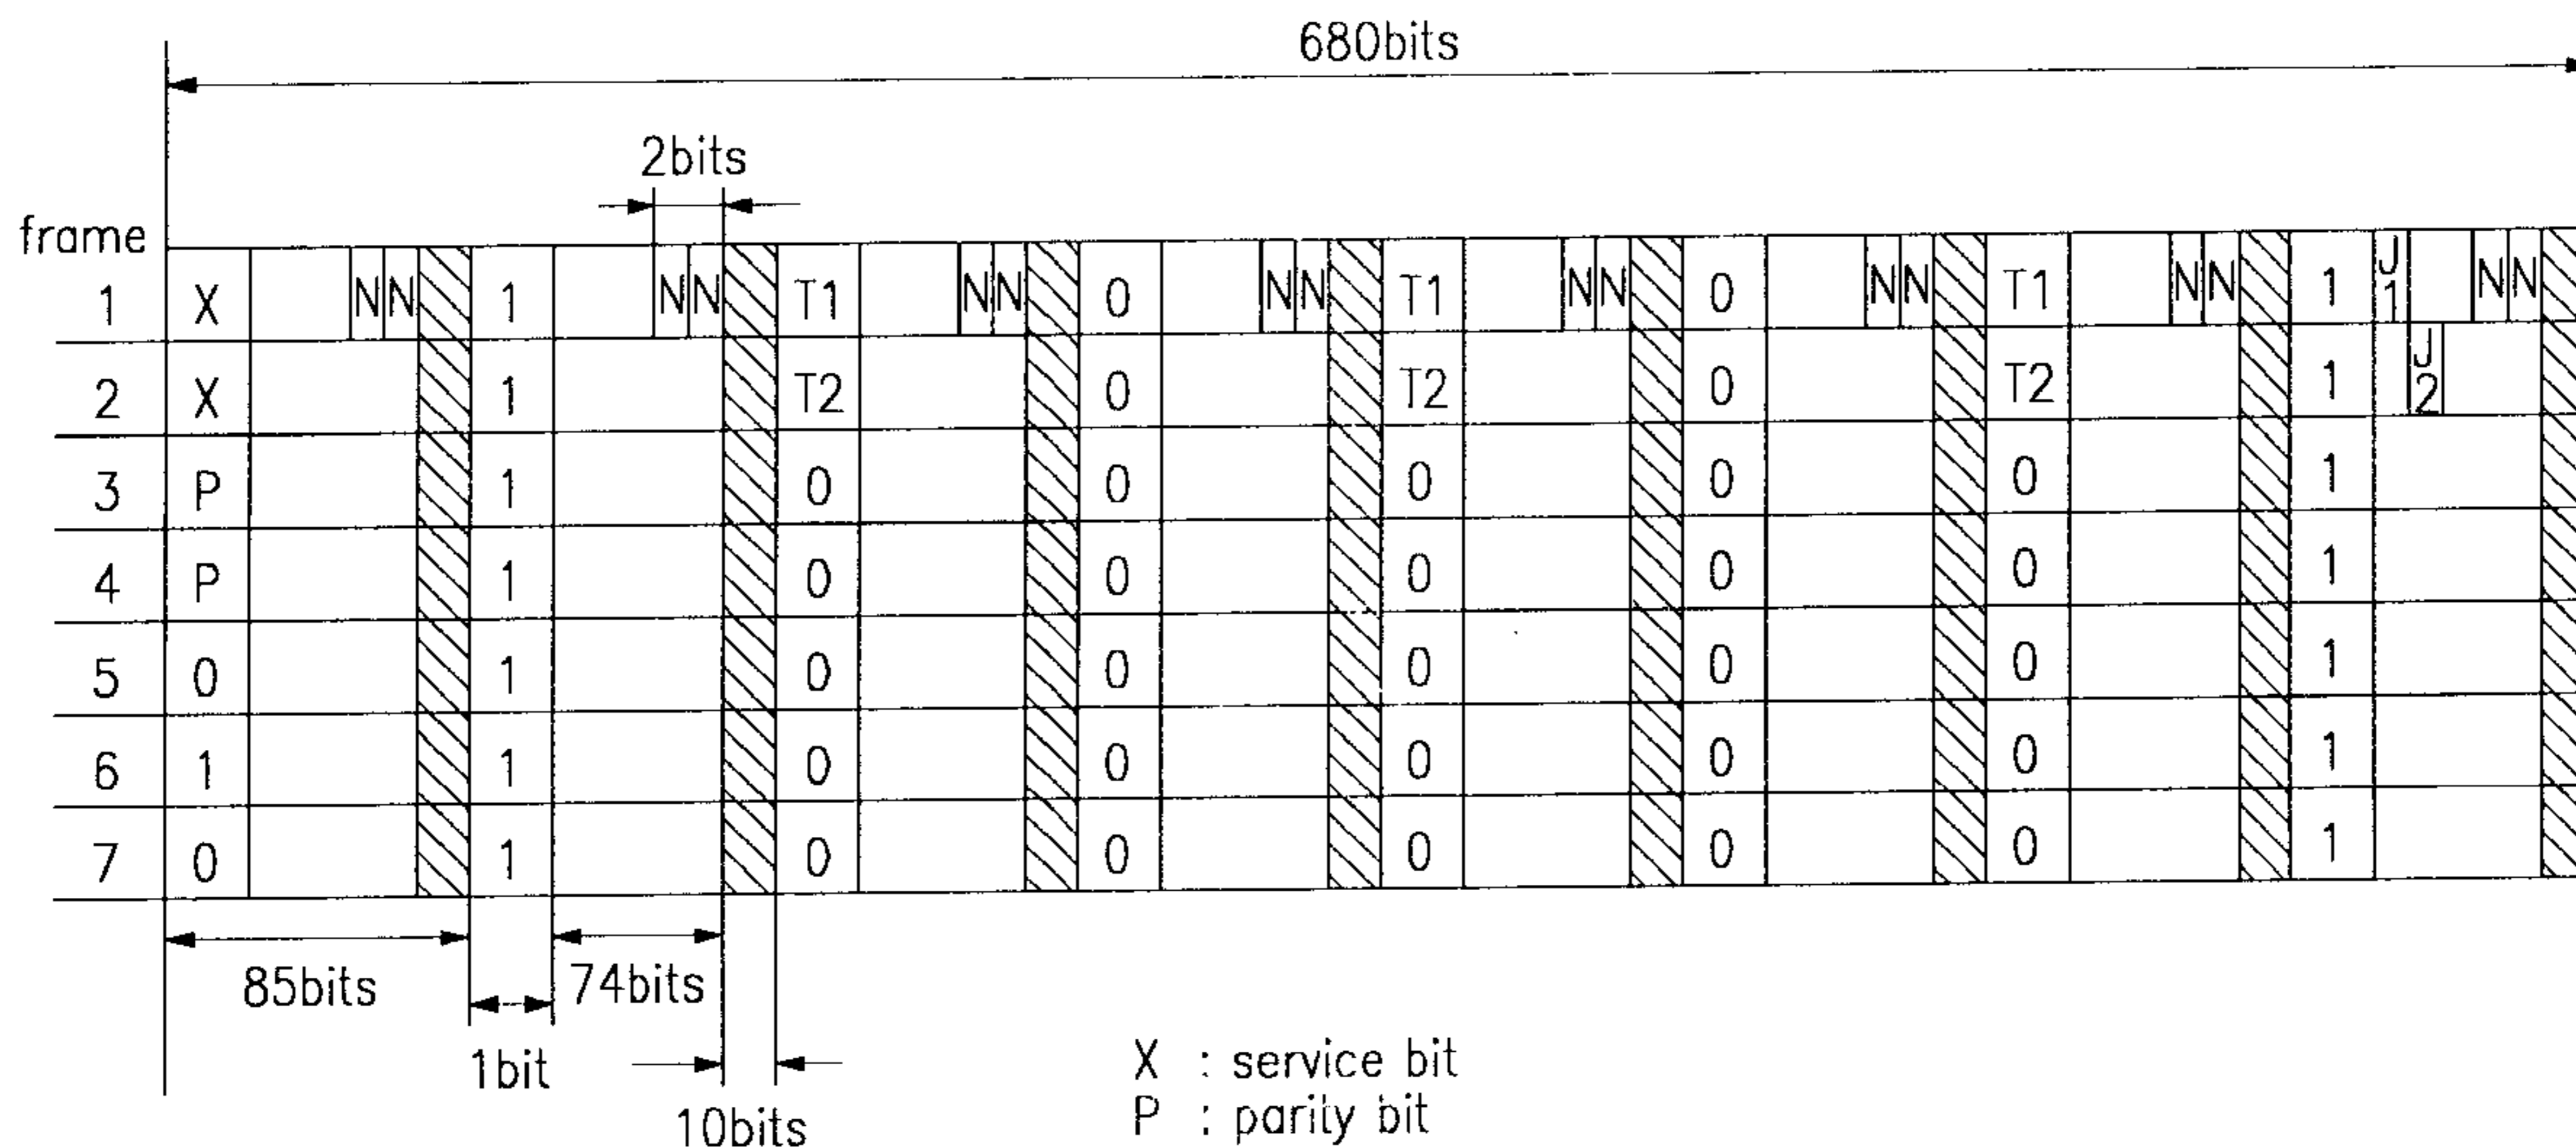 680bits
2bits
frame
1 X N N 1 N N T1 N N 0 N N T1 N N 0 N N T1 N N 1 J1 N N
2 X 1 T2 0 T2 0 T2 1 J2
3 P 1 0 0 0 0 0 1
4 P 1 0 0 0 0 0 1
5 0 1 0 0 0 0 0 1
6 1 1 0 0 0 0 0 1
7 0 1 0 0 0 0 0 1
85bits 74bits
1bit
10bits
X : service bit
P : parily bit